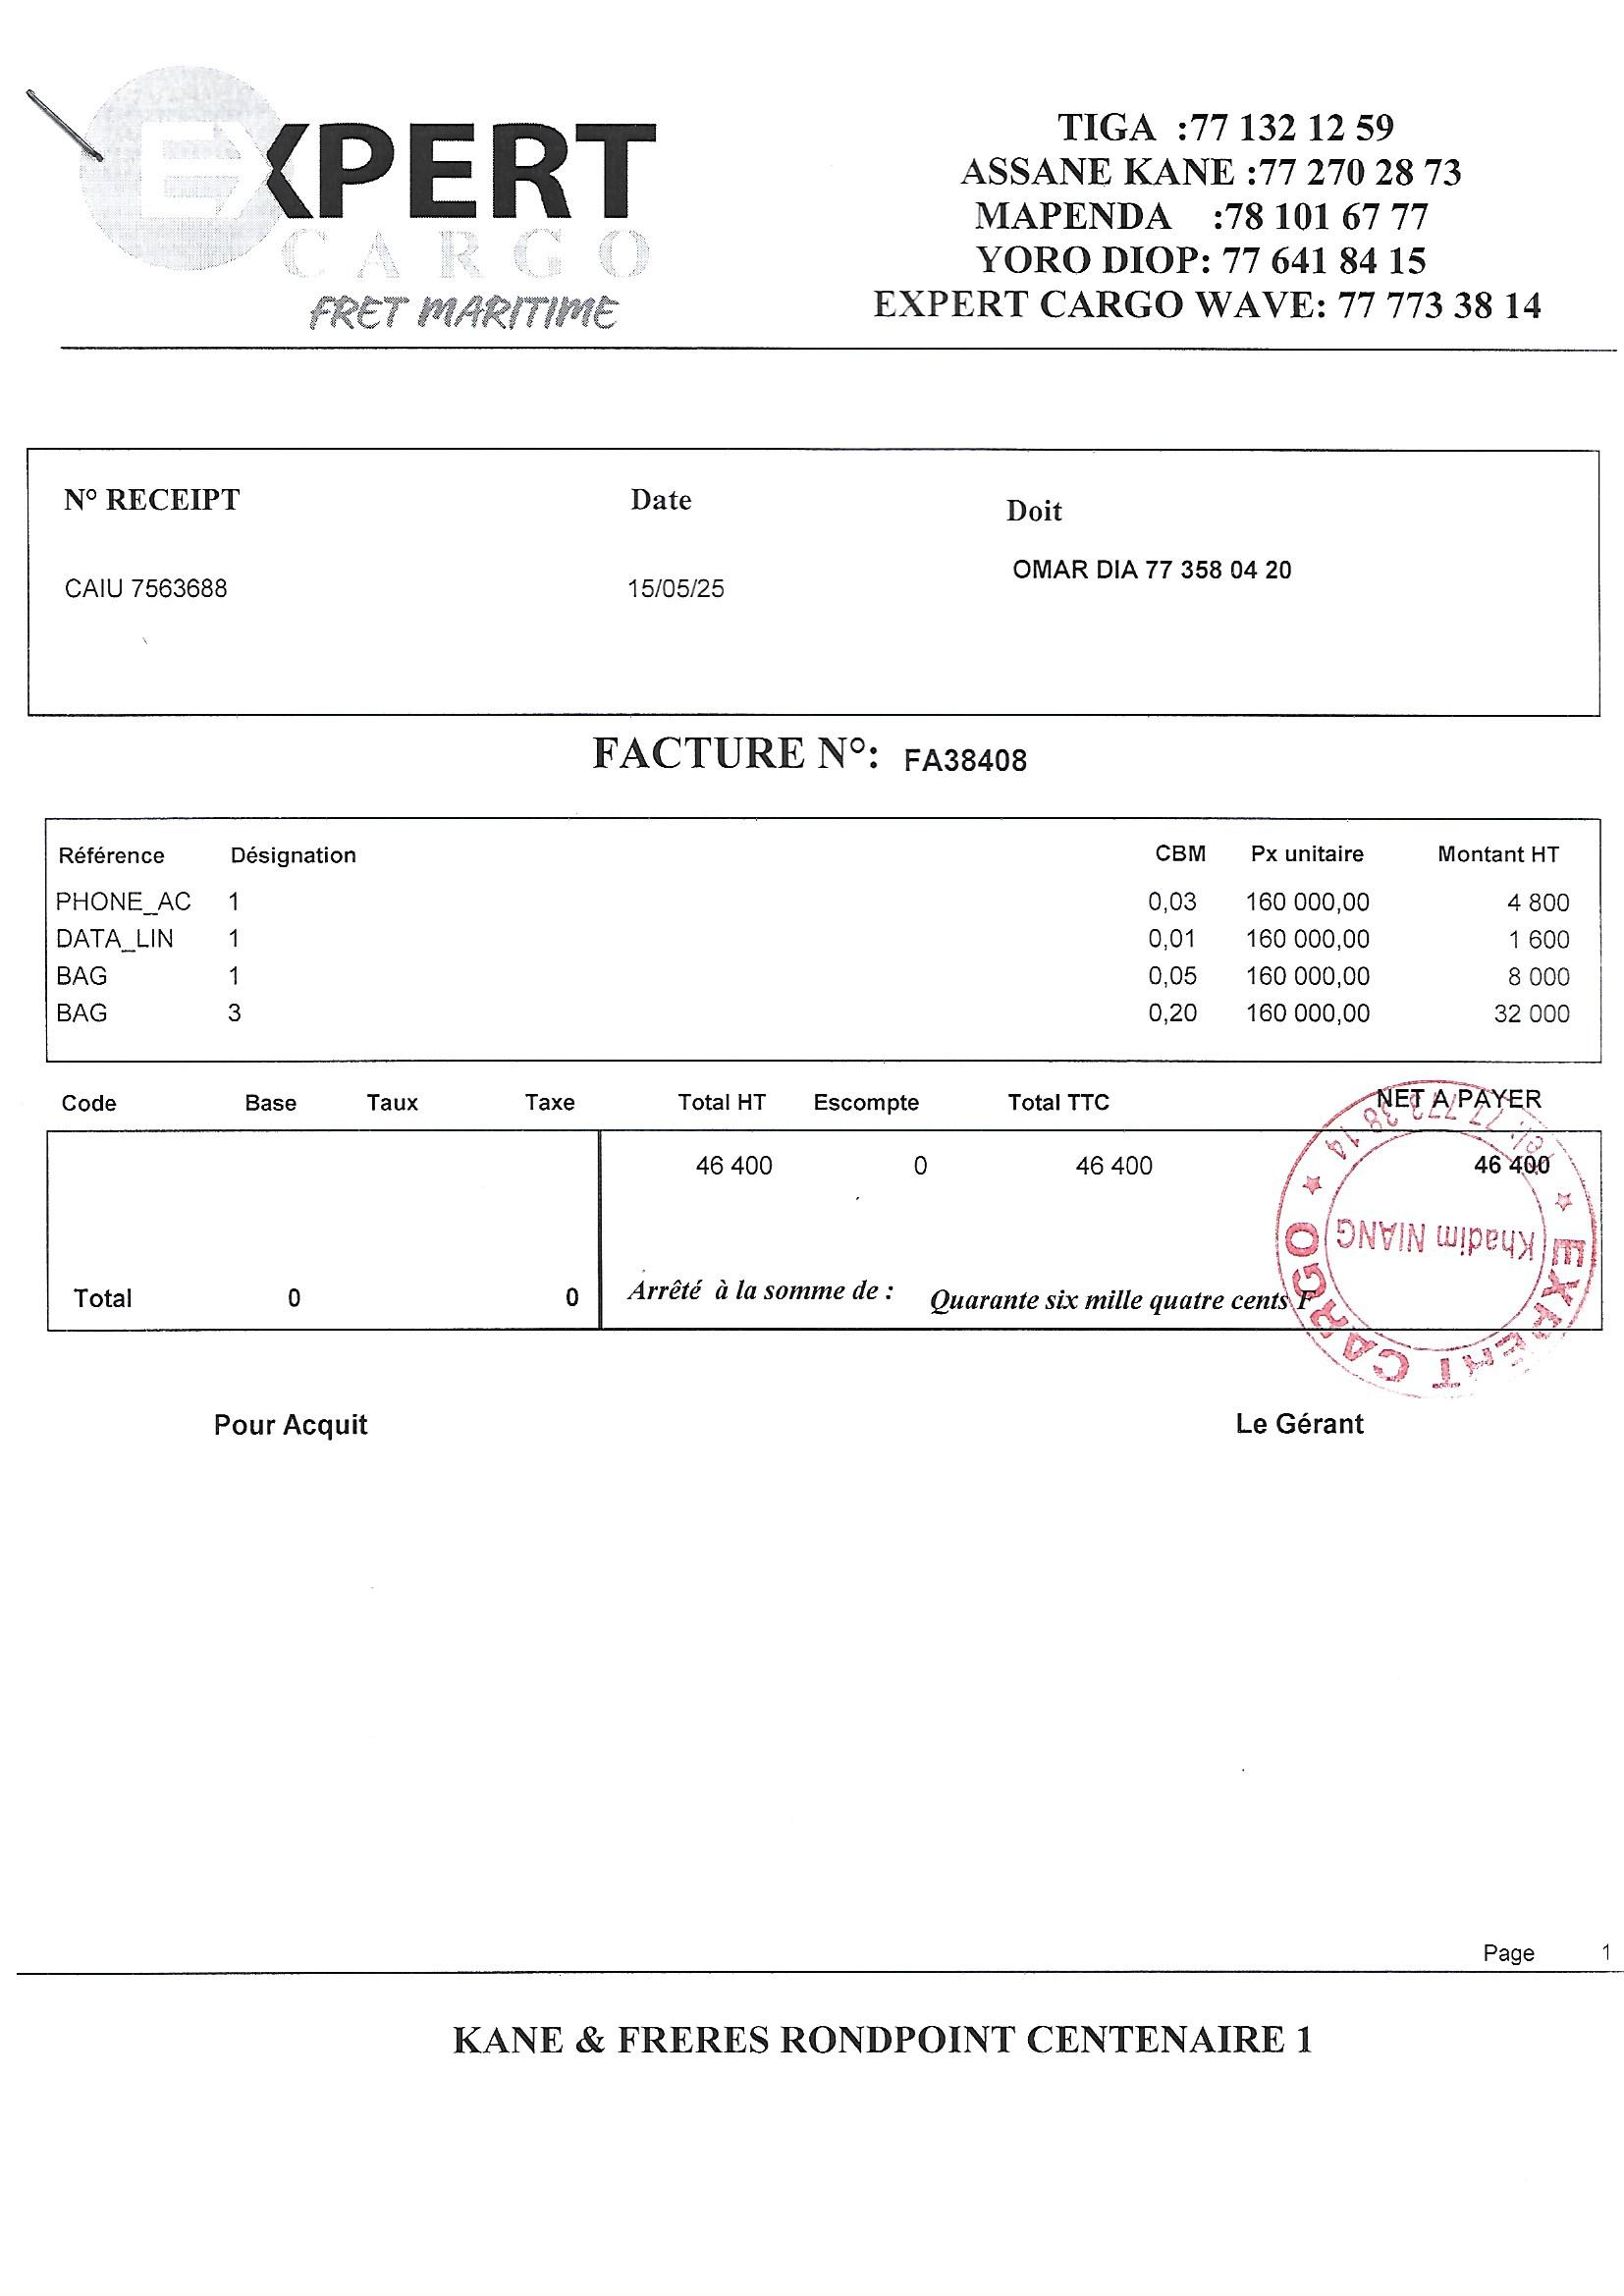 EXPERT
CARGO
FRET MARITIME
TIGA :77 132 12 59
ASSANE KANE :77 270 28 73
MAPENDA :78 101 67 77
YORO DIOP: 77 641 84 15
EXPERT CARGO WAVE: 77 773 38 14
N° RECEIPT Date Doit
OMAR DIA 77 358 04 20
CAIU 7563688 15/05/25
FACTURE N°: FA38408
Référence Désignation CBM Px unitaire Montant HT
PHONE_AC 1 0,03 160 000,00 4 800
DATA_LIN 1 0,01 160 000,00 1 600
BAG 1 0,05 160 000,00 8 000
BAG 3 0,20 160 000,00 32 000
Code Base Taux Taxe Total HT Escompte Total TTC NET A PAYER
46 400 0 46 400 46 400
Total 0 0 Arrêté à la somme de : Quarante six mille quatre cents F
EXPERT CARGO
Tel. 77 773 38 14
Khadim NIANG
Pour Acquit Le Gérant
Page 1
KANE & FRERES RONDPOINT CENTENAIRE 1